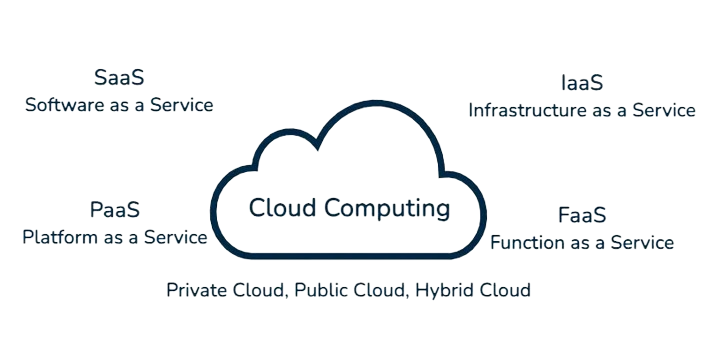 SaaS
Software as a Service
IaaS
Infrastructure as a Service
Cloud Computing
PaaS
Platform as a Service
FaaS
Function as a Service
Private Cloud, Public Cloud, Hybrid Cloud